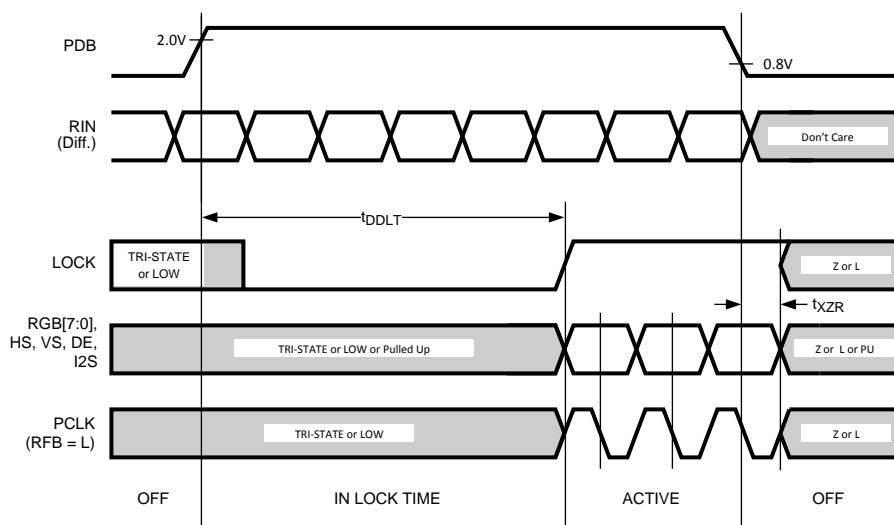 PDB
2.0V
0.8V
RIN
(Diff.)
Don't Care
tDDLT
LOCK
TRI-STATE
or LOW
Z or L
tXZR
RGB[7:0],
HS, VS, DE,
I2S
TRI-STATE or LOW or Pulled Up
Z or L or PU
PCLK
(RFB = L)
TRI-STATE or LOW
Z or L
OFF
IN LOCK TIME
ACTIVE
OFF